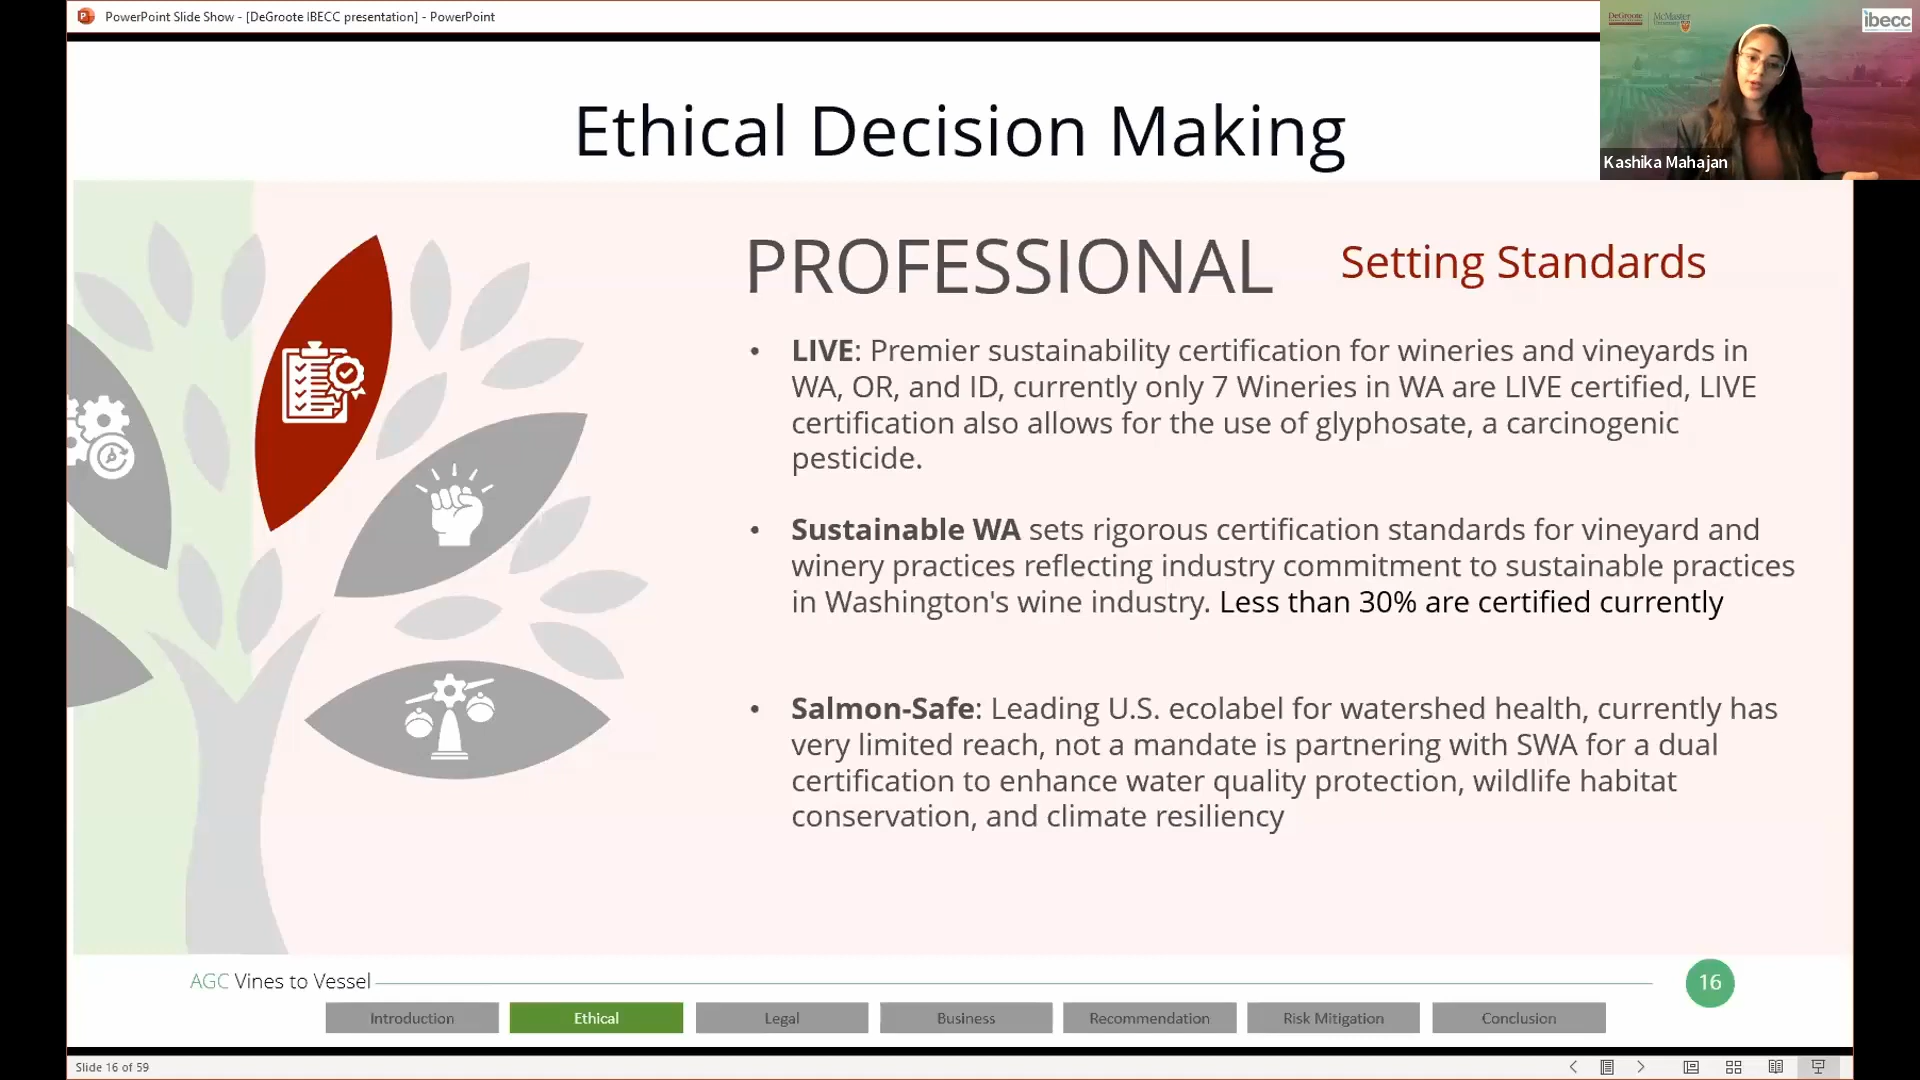 PowerPoint Slide Show - [DeGroote IBECC presentation] - PowerPoint
DeGroote
McMaster
University
ibecc
Kashika Mahajan
Ethical Decision Making
PROFESSIONAL
Setting Standards
• LIVE: Premier sustainability certification for wineries and vineyards in
WA, OR, and ID, currently only 7 Wineries in WA are LIVE certified, LIVE
certification also allows for the use of glyphosate, a carcinogenic
pesticide.
• Sustainable WA sets rigorous certification standards for vineyard and
winery practices reflecting industry commitment to sustainable practices
in Washington's wine industry. Less than 30% are certified currently
• Salmon-Safe: Leading U.S. ecolabel for watershed health, currently has
very limited reach, not a mandate is partnering with SWA for a dual
certification to enhance water quality protection, wildlife habitat
conservation, and climate resiliency
AGC Vines to Vessel
16
Introduction
Ethical
Legal
Business
Recommendation
Risk Mitigation
Conclusion
Slide 16 of 59